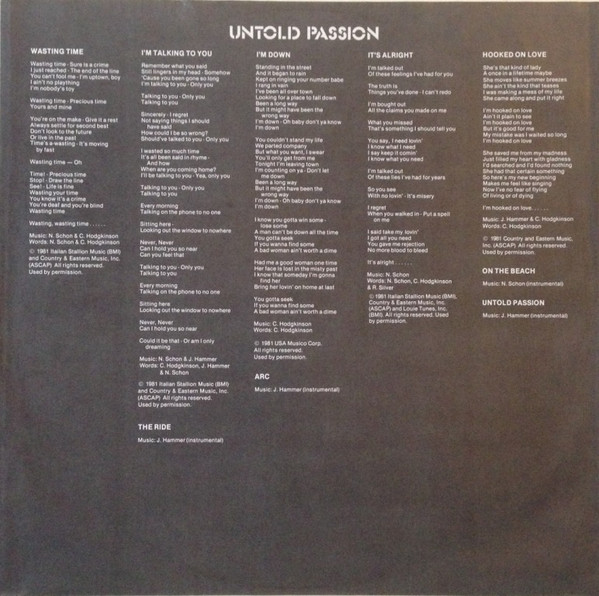 UNTOLD PASSION
WASTING TIME
Wasting time - Sure is a crime
I just reached - The end of the line
You can't fool me - I'm uptown, boy
I ain't no plaything
I'm nobody's toy
Wasting time - Precious time
Yours and mine
You're on the make - Give it a rest
Always settle for second best
Don't look to the future
Or live in the past
Time's a-wasting - It's moving
by fast
Wasting time — Oh
Time! - Precious time
Stop! - Draw the line
See! - Life is fine
Wasting your time
You know it's a crime
You're deaf and you're blind
Wasting time
Wasting, wasting time . . . . .
Music: N. Schon & C. Hodgkinson
Words: N. Schon & C. Hodgkinson
© 1981 Italian Stallion Music (BMI)
and Country & Eastern Music, Inc.
(ASCAP) All rights reserved.
Used by permission.
I'M TALKING TO YOU
Remember what you said
Still lingers in my head - Somehow
'Cause you been gone so long
I'm talking to you - Only you
Talking to you - Only you
Talking to you
Sincerely - I regret
Not saying things I should
have said
How could I be so wrong?
Should've talked to you - Only you
I wasted so much time
It's all been said in rhyme -
And how
When are you coming home?
I'll be talking to you - Yea, only you
Talking to you - Only you
Talking to you
Every morning
Talking on the phone to no one
Sitting here -
Looking out the window to nowhere
Never, Never
Can I hold you so near
Can you feel that
Talking to you - Only you
Talking to you
Every morning
Talking on the phone to no one
Sitting here
Looking out the window to nowhere
Never, Never
Can I hold you so near
Could it be that - Or am I only
dreaming
Music: N. Schon & J. Hammer
Words: C. Hodgkinson, J. Hammer
& N. Schon
© 1981 Italian Stallion Music (BMI)
and Country & Eastern Music, Inc.
(ASCAP) All rights reserved.
Used by permission.
THE RIDE
Music: J. Hammer (instrumental)
I'M DOWN
Standing in the street
And it began to rain
Kept on ringing your number babe
I rang in vain
I've been all over town
Looking for a place to fall down
Been a long way
But it might have been the
wrong way
I'm down - Oh baby don't ya know
I'm down
You couldn't stand my life
We parted company
But what you want, I swear
You'll only get from me
Tonight I'm leaving town
I'm counting on ya - Don't let
me down
Been a long way
But it might have been the
wrong way
I'm down - Oh baby don't ya know
I'm down
I know you gotta win some -
lose some
A man can't be down all the time
You gotta seek
If you wanna find some
A bad woman ain't worth a dime
Had me a good woman one time
Her face is lost in the misty past
I know that someday I'm gonna
find her
Bring her lovin' on home at last
You gotta seek
If you wanna find some
A bad woman ain't worth a dime
Music: C. Hodgkinson
Words: C. Hodgkinson
© 1981 USA Musico Corp.
All rights reserved.
Used by permission.
ARC
Music: J. Hammer (instrumental)
IT'S ALRIGHT
I'm talked out
Of these feelings I've had for you
The truth is
Things you've done - I can't redo
I'm bought out
All the claims you made on me
What you missed
That's something I should tell you
You say, I need lovin'
I know what I need
I say keep it comin'
I know what you need
I'm talked out
Of these lies I've had for years
So you see
With no lovin' - It's misery
I regret
When you walked in - Put a spell
on me
I said take my lovin'
I got all you need
You gave me rejection
No more blood to bleed
It's alright . . . . . .
Music: N. Schon
Words: N. Schon, C. Hodgkinson
& R. Silver
© 1981 Italian Stallion Music (BMI),
Country & Eastern Music, Inc.
(ASCAP) and Louie Tunes, Inc.
(BMI). All rights reserved. Used
by permission.
HOOKED ON LOVE
She's that kind of lady
A once in a lifetime maybe
She moves like summer breezes
She ain't the kind that teases
I was making a mess of my life
She came along and put it right
I'm hooked on love
Ain't it plain to see
I'm hooked on love
But it's good for me
My mistake was I waited so long
I'm hooked on love
She saved me from my madness
Just filled my heart with gladness
I'd searched and I'd found nothing
She had that certain something
So here's my new beginning
Makes me feel like singing
Now I've no fear of flying
Of living or of dying
I'm hooked on love. . . . . .
Music: J. Hammer & C. Hodgkinson
Words: C. Hodgkinson
© 1981 Country and Eastern Music,
Inc. (ASCAP) All rights reserved.
Used by permission.
ON THE BEACH
Music: N. Schon (instrumental)
UNTOLD PASSION
Music: J. Hammer (instrumental)